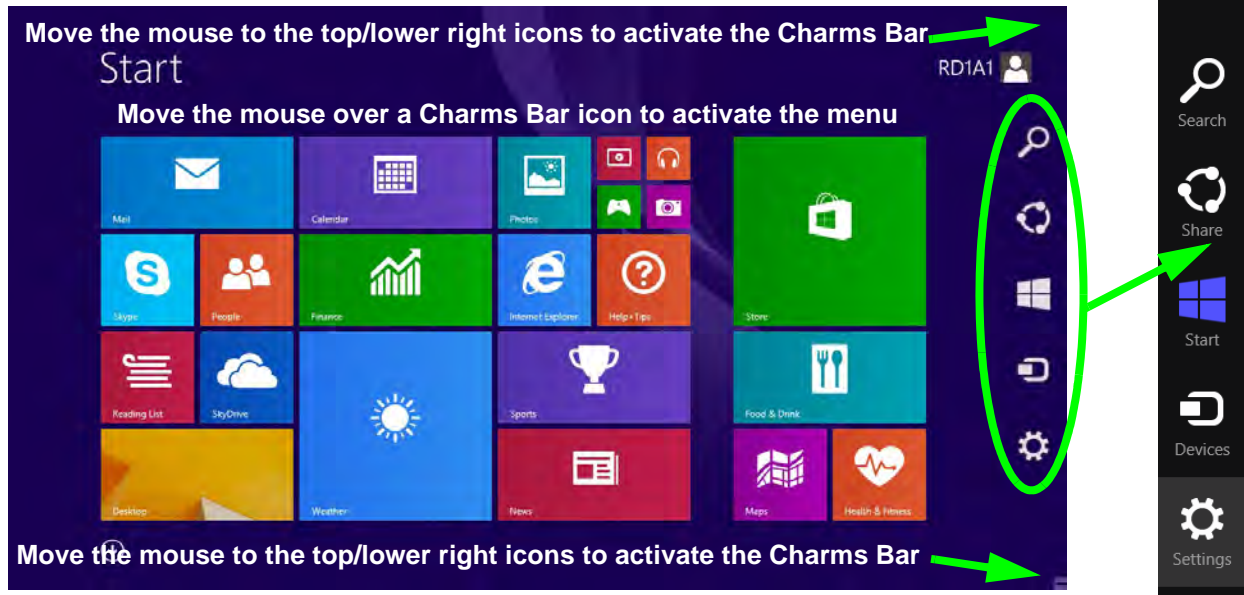 Move the mouse to the top/lower right icons to activate the Charms Bar
Start
RD1A1
Move the mouse over a Charms Bar icon to activate the menu
Mail
Calendar
Photos
Skype
People
Finance
Internet Explorer
Help+Tips
Store
Reading List
SkyDrive
Sports
Food & Drink
Desktop
Weather
News
Maps
Health & Fitness
Move the mouse to the top/lower right icons to activate the Charms Bar
Search
Share
Start
Devices
Settings